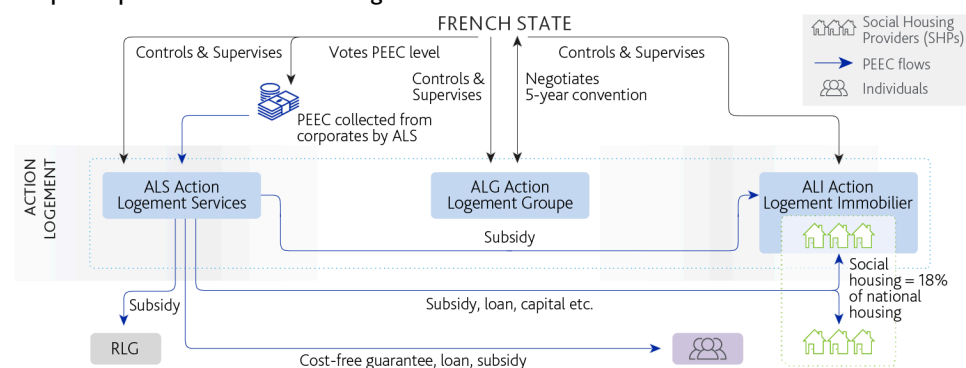 FRENCH STATE
Social Housing
Providers (SHPs)
PEEC flows
Individuals
Controls & Supervises
Votes PEEC level
Controls &
Supervises
Negotiates
5-year convention
Controls & Supervises
PEEC collected from
corporates by ALS
ACTION
LOGEMENT
ALS Action
Logement Services
ALG Action
Logement Groupe
ALI Action
Logement Immobilier
Subsidy
Social
housing = 18%
of national
housing
Subsidy
Subsidy, loan, capital etc.
RLG
Cost-free guarantee, loan, subsidy